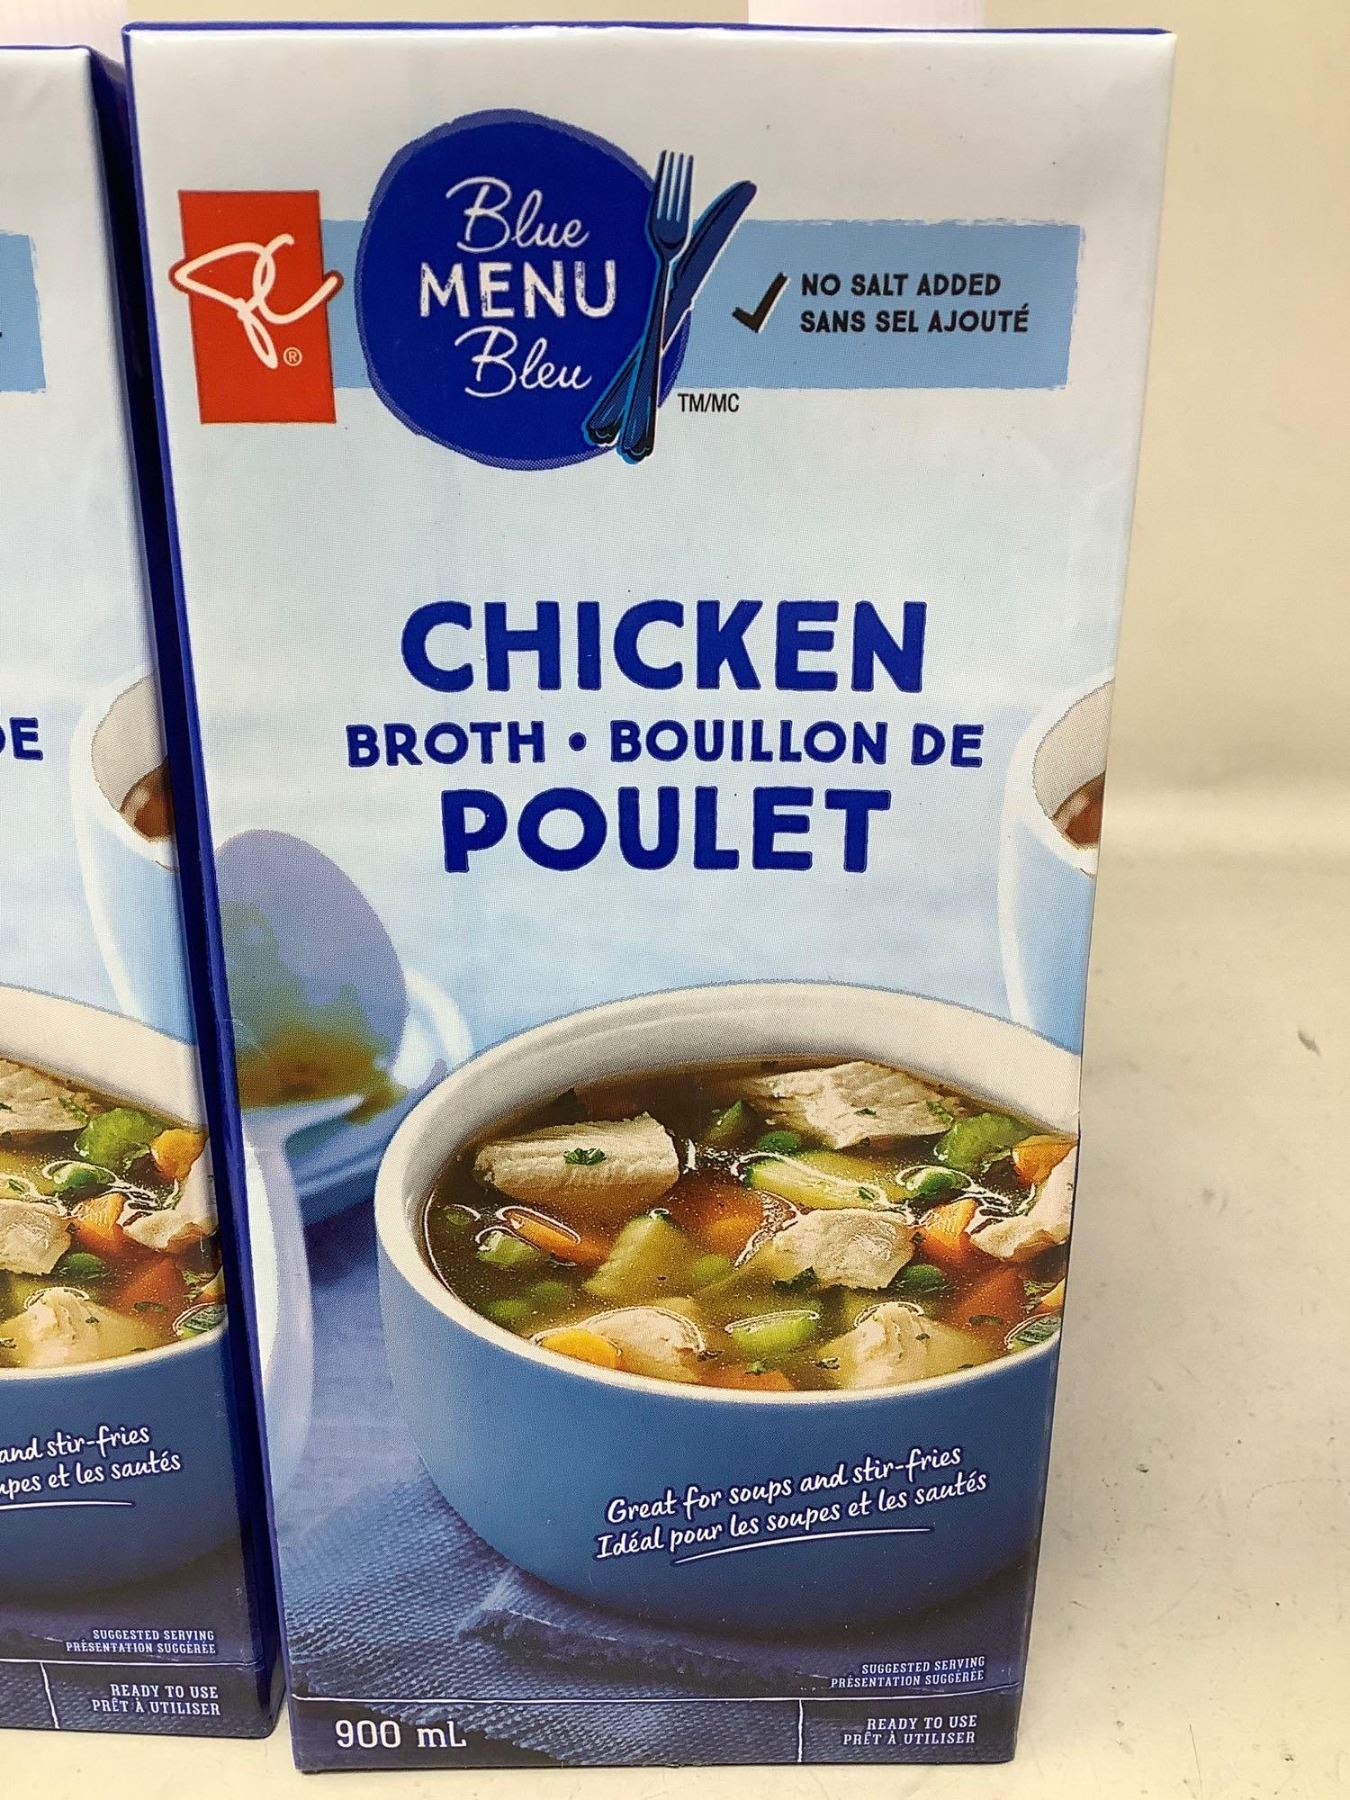 Blue
MENU
Bleu
PC®
TM/MC
NO SALT ADDED
SANS SEL AJOUTÉ
CHICKEN
BROTH • BOUILLON DE
POULET
Great for soups and stir-fries
Idéal pour les soupes et les sautés
SUGGESTED SERVING
PRÉSENTATION SUGGÉRÉE
900 mL
READY TO USE
PRÊT À UTILISER
DE
and stir-fries
et les sautés
SUGGESTED SERVING
PRÉSENTATION SUGGÉRÉE
READY TO USE
PRÊT À UTILISER